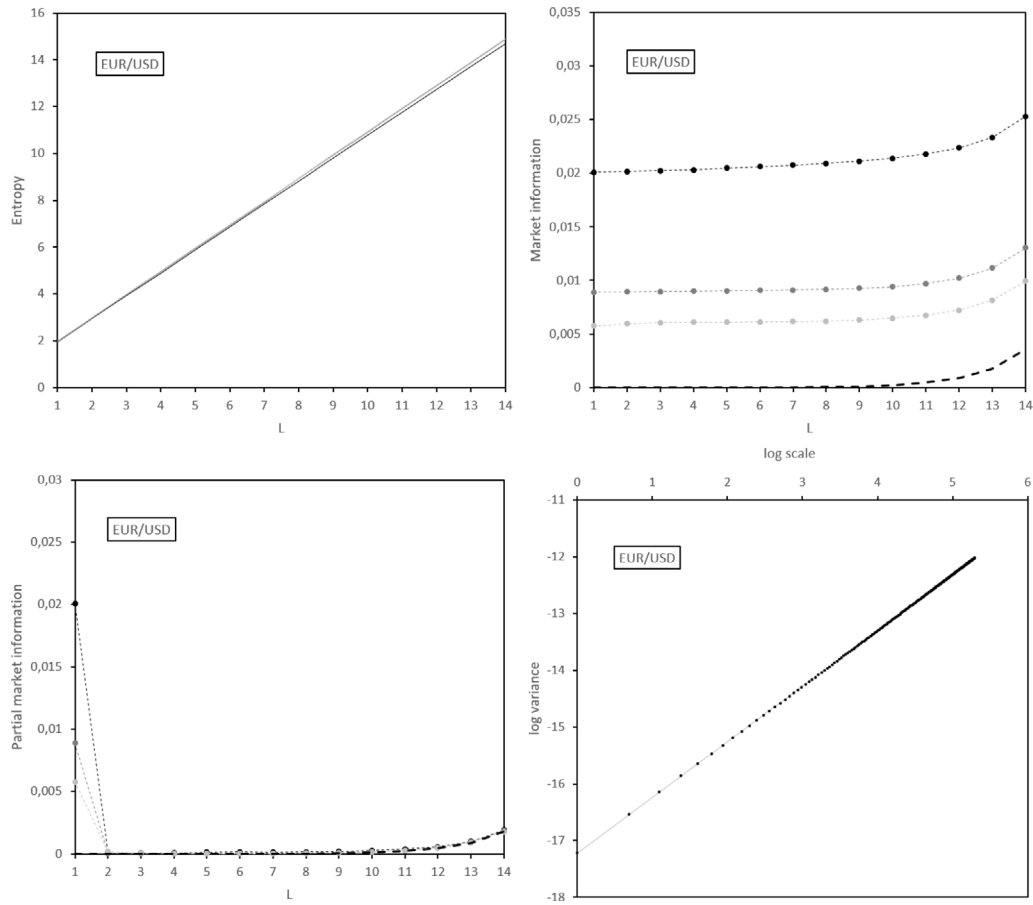 16
14
12
10
8
6
4
2
0
Entropy
EUR/USD
1 2 3 4 5 6 7 8 9 10 11 12 13 14
L
0,035
0,03
0,025
0,02
0,015
0,01
0,005
0
Market information
EUR/USD
1 2 3 4 5 6 7 8 9 10 11 12 13 14
L
0,03
0,025
0,02
0,015
0,01
0,005
0
Partial market information
EUR/USD
1 2 3 4 5 6 7 8 9 10 11 12 13 14
L
log scale
0 1 2 3 4 5 6
-11
-12
-13
-14
-15
-16
-17
-18
log variance
EUR/USD